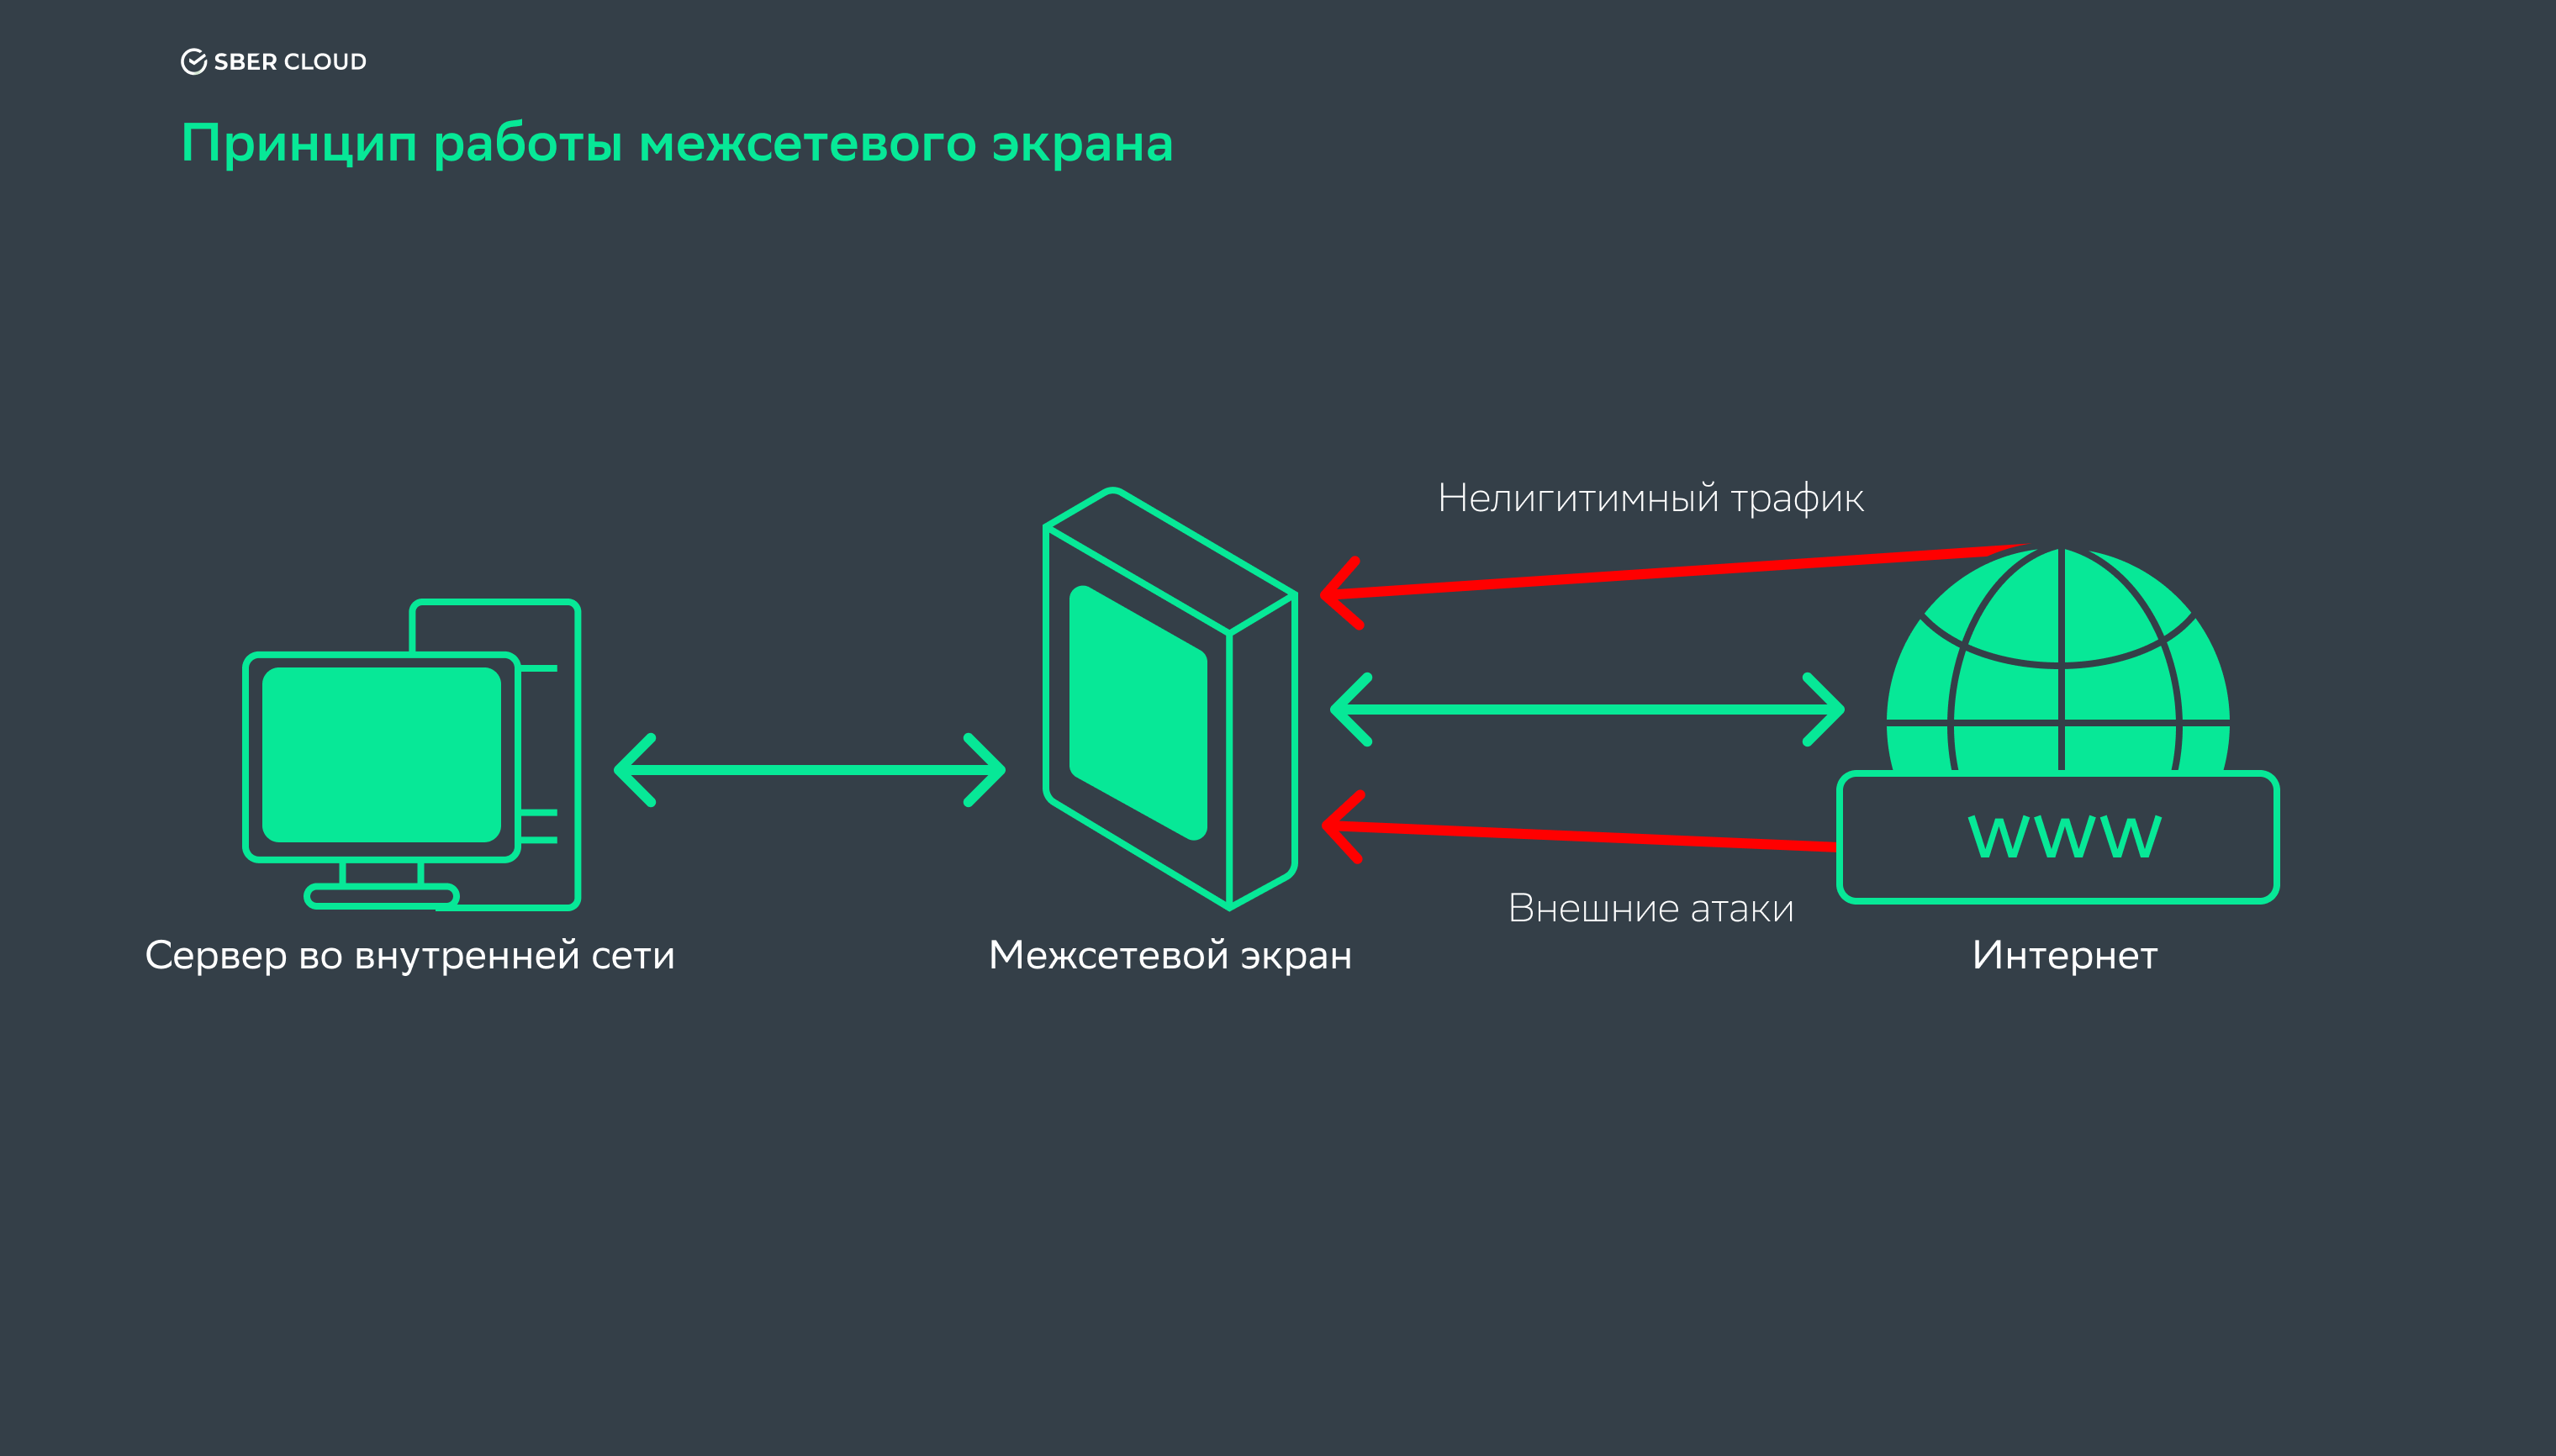 SBER CLOUD
Принцип работы межсетевого экрана
Нелигитимный трафик
www
Внешние атаки
Сервер во внутренней сети
Межсетевой экран
Интернет